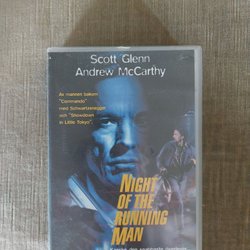 Scott Glenn
Andrew McCarthy
Av mannen bakom
"Commando"
med Schwarzenegger
och "Showdown
in Little Tokyo".
NIGHT
OF THE
RUNNING
MAN